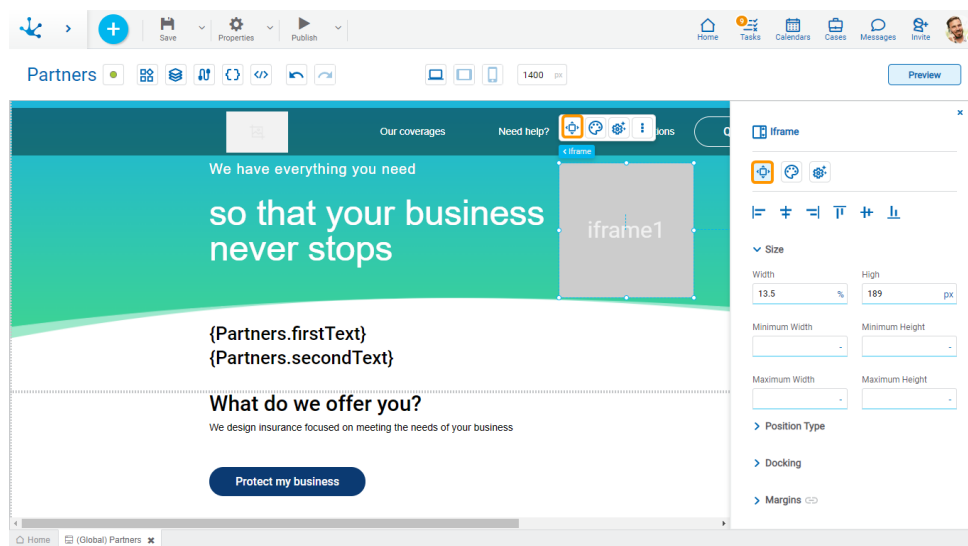 Save
Properties
Publish
Home
9
Tasks
Calendars
Cases
Messages
Invite
Partners
1400 px
Preview
Our coverages
Need help?
Iframe
Iframe
We have everything you need
so that your business
never stops
iframe1
Size
Width
High
13.5 %
189 px
Minimum Width
Minimum Height
-
-
Maximum Width
Maximum Height
-
-
Position Type
Docking
Margins
{Partners.firstText}
{Partners.secondText}
What do we offer you?
We design insurance focused on meeting the needs of your business
Protect my business
Home
(Global) Partners